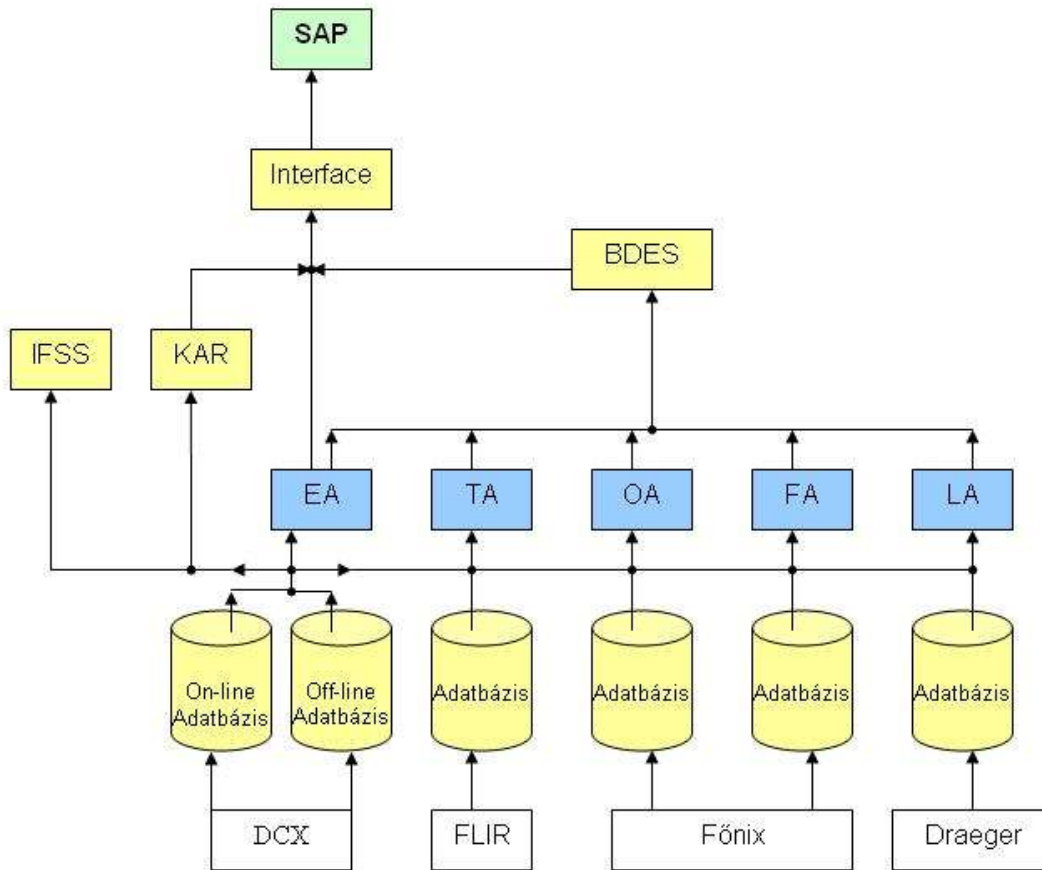 SAP
Interface
BDES
IFSS
KAR
EA
TA
OA
FA
LA
On-line
Adatbázis
Off-line
Adatbázis
Adatbázis
Adatbázis
Adatbázis
Adatbázis
DCX
FLIR
Főnix
Draeger